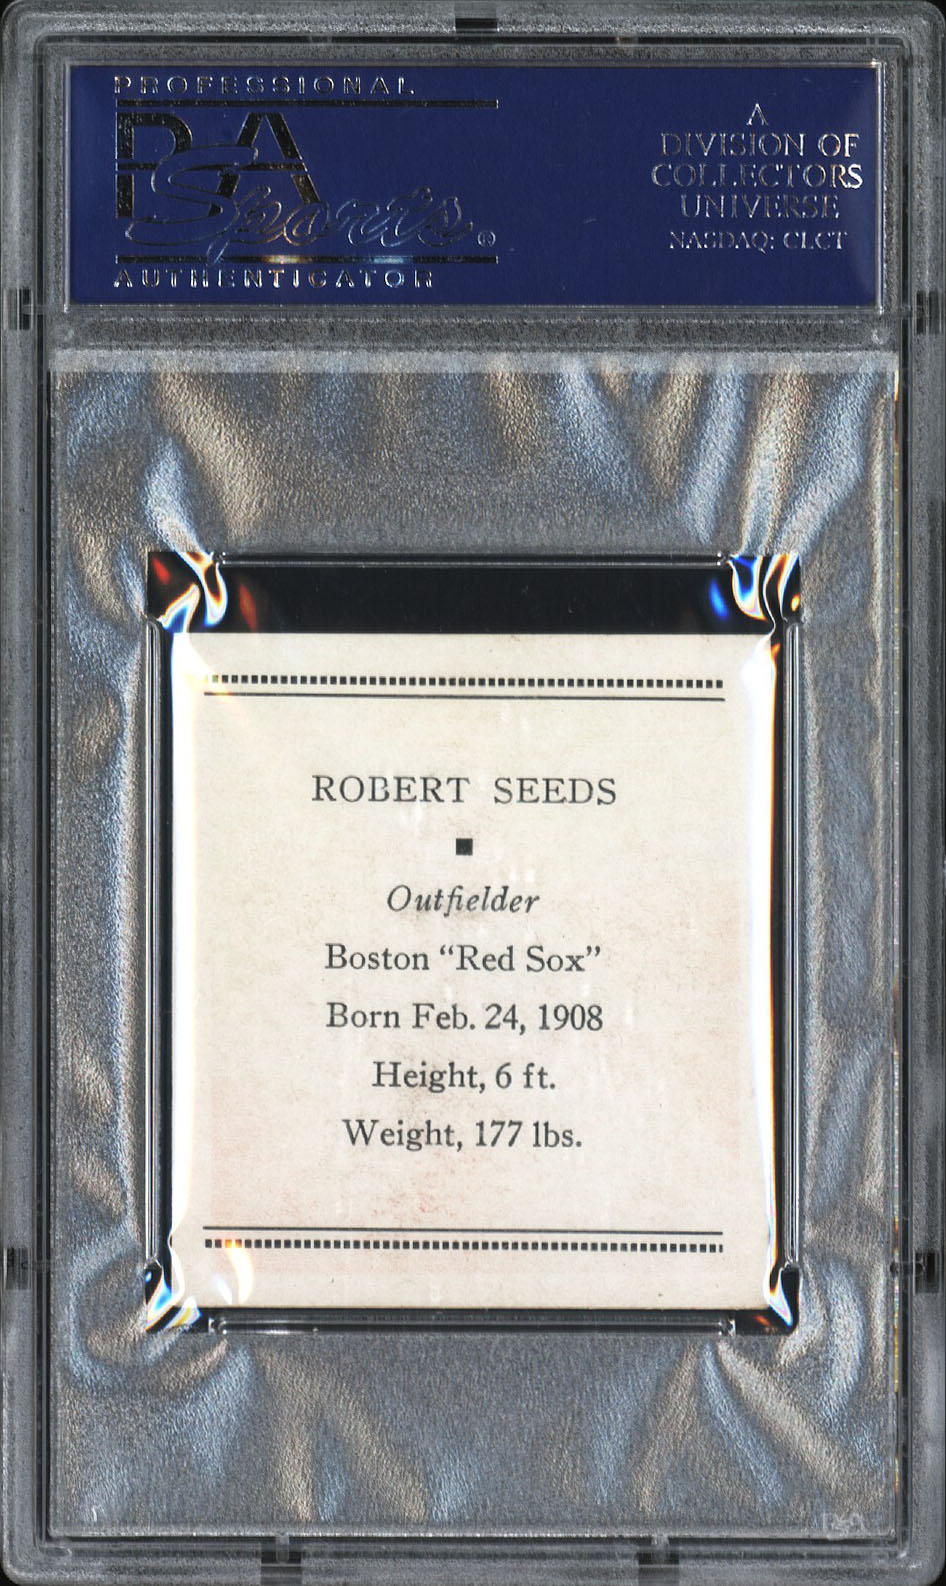 PROFESSIONAL
PSA
Sports®
AUTHENTICATOR
A
DIVISION OF
COLLECTORS
UNIVERSE
NASDAQ: CLCT
ROBERT SEEDS
Outfielder
Boston “Red Sox”
Born Feb. 24, 1908
Height, 6 ft.
Weight, 177 lbs.
PSA